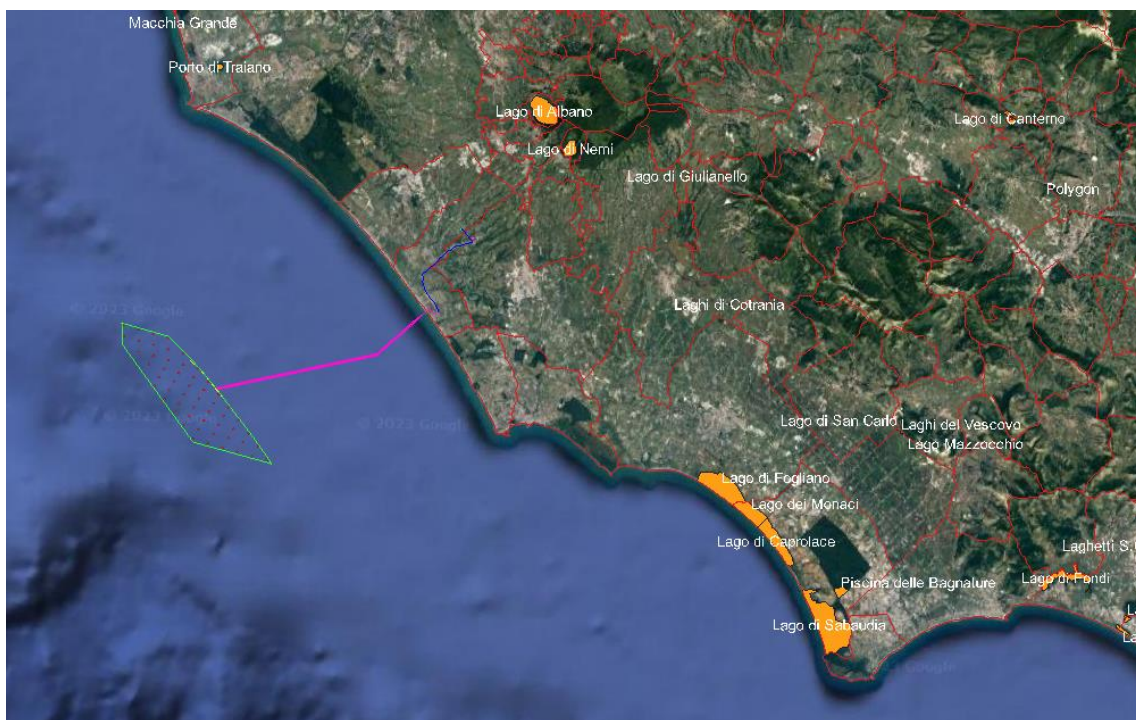 Macchia Grande
Porto di Traiano
Lago di Albano
Lago di Canterno
Lago di Nemi
Lago di Giulianello
Polygon
Laghi di Cotrania
© 2023 Google
© 2023 Google
© 2023 Google
Lago di San Carlo
Laghi del Vescovo
Lago Mazzocchio
Lago di Fogliano
Lago dei Monaci
Lago di Caprolace
Laghetti S.
Lago di Fondi
Piscina delle Bagnature
Lago di Sabaudia
Google